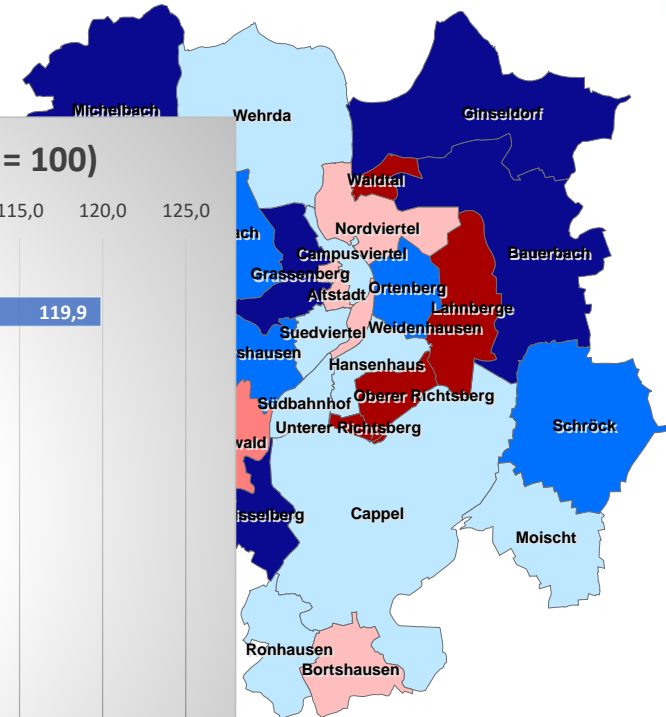 Michelbach
Wehrda
Ginseldorf
= 100)
Waldtal
115,0
120,0
125,0
Nordviertel
ach
Campusviertel
Bauerbach
Grassenberg
Altstadt
Ortenberg
119,9
Lahnberge
Suedviertel
Weidenhausen
shausen
Hansenhaus
Oberer Richtsberg
Südbahnhof
Unterer Richtsberg
Schröck
wald
isselberg
Cappel
Moischt
Ronhausen
Bortshausen